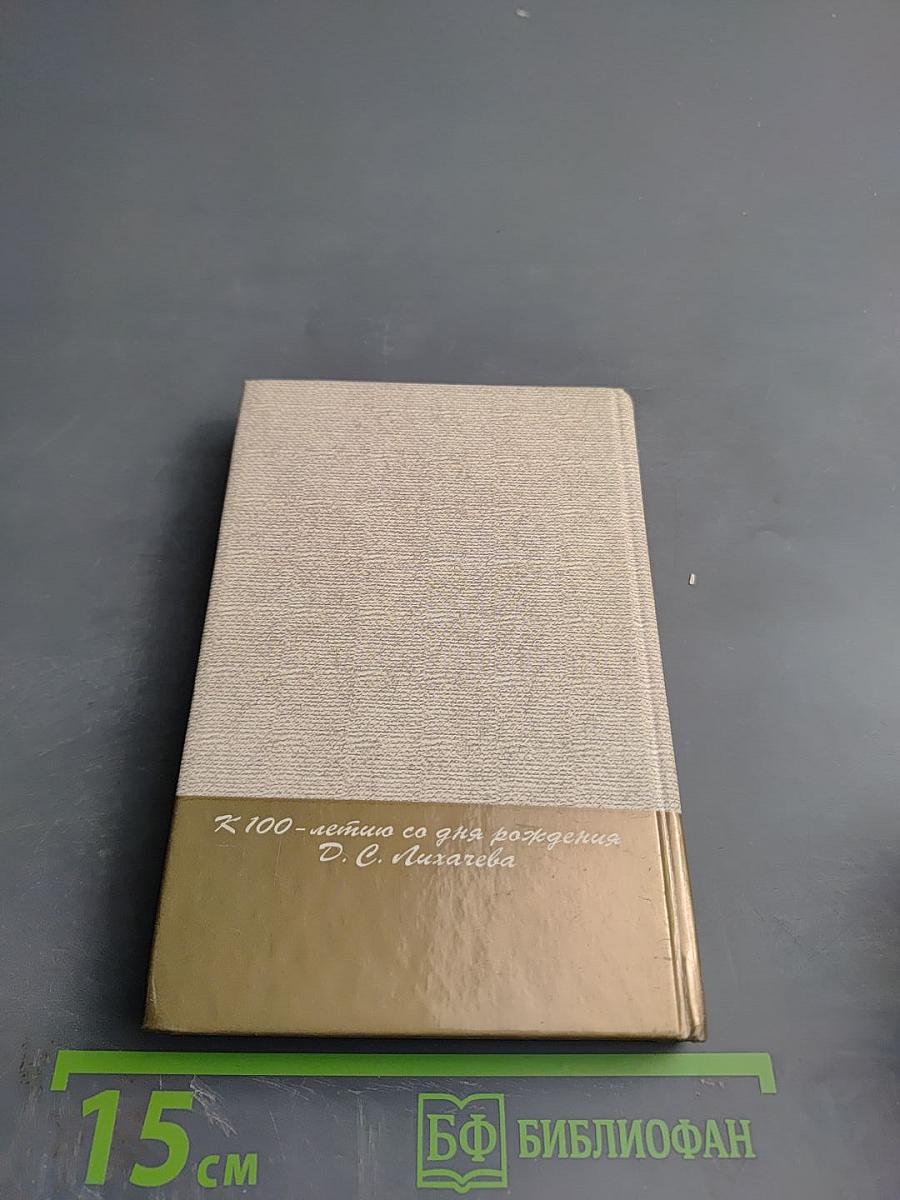 К 100-летию со дня рождения
Д. С. Лихачева
15 см
БФ БИБЛИОФАН